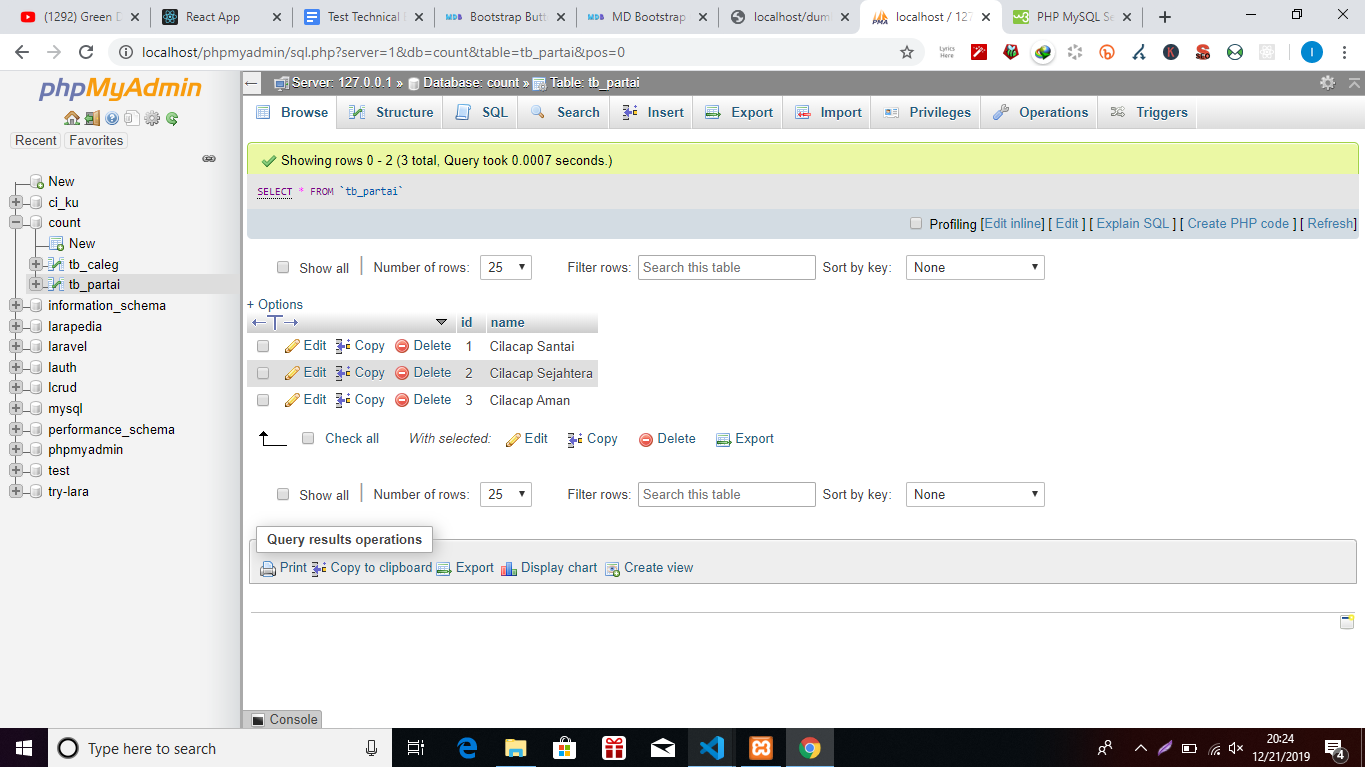 (1292) Green D
React App
Test Technical
Bootstrap Butt
MD Bootstrap
localhost/dum
localhost / 127
PHP MySQL Se
localhost/phpmyadmin/sql.php?server=1&db=count&table=tb_partai&pos=0
phpMyAdmin
Recent Favorites
New
ci_ku
count
New
tb_caleg
tb_partai
information_schema
larapedia
laravel
lauth
lcrud
mysql
performance_schema
phpmyadmin
test
try-lara
Server: 127.0.0.1 » Database: count » Table: tb_partai
Browse Structure SQL Search Insert Export Import Privileges Operations Triggers
Showing rows 0 - 2 (3 total, Query took 0.0007 seconds.)
SELECT * FROM `tb_partai`
Profiling [Edit inline] [ Edit ] [ Explain SQL ] [ Create PHP code ] [ Refresh]
Show all | Number of rows: 25 Filter rows: Search this table Sort by key: None
+ Options
←T→ id name
Edit Copy Delete 1 Cilacap Santai
Edit Copy Delete 2 Cilacap Sejahtera
Edit Copy Delete 3 Cilacap Aman
Check all With selected: Edit Copy Delete Export
Show all | Number of rows: 25 Filter rows: Search this table Sort by key: None
Query results operations
Print Copy to clipboard Export Display chart Create view
Console
Type here to search
20:24
12/21/2019
4